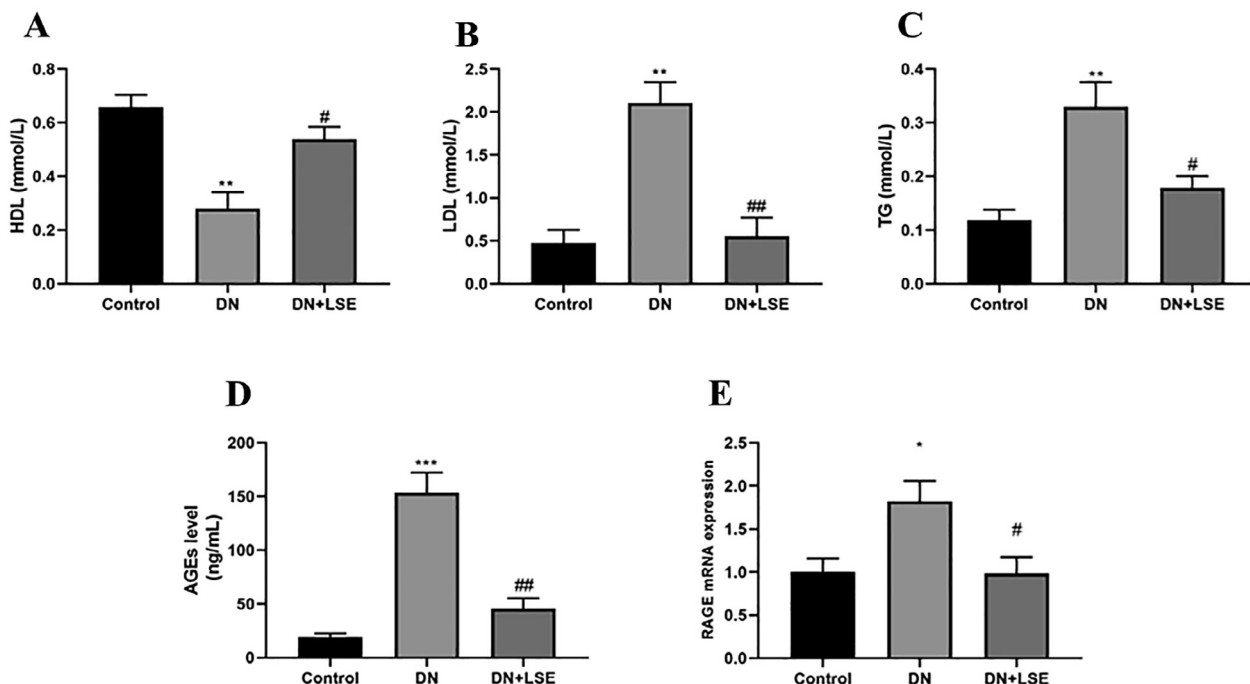 A
HDL (mmol/L)
0.8
0.6
0.4
0.2
0.0
**
#
Control DN DN+LSE
B
LDL (mmol/L)
2.5
2.0
1.5
1.0
0.5
0.0
**
##
Control DN DN+LSE
C
TG (mmol/L)
0.4
0.3
0.2
0.1
0.0
**
#
Control DN DN+LSE
D
AGEs level
(ng/mL)
200
150
100
50
0
***
##
Control DN DN+LSE
E
RAGE mRNA expression
2.5
2.0
1.5
1.0
0.5
0.0
*
#
Control DN DN+LSE